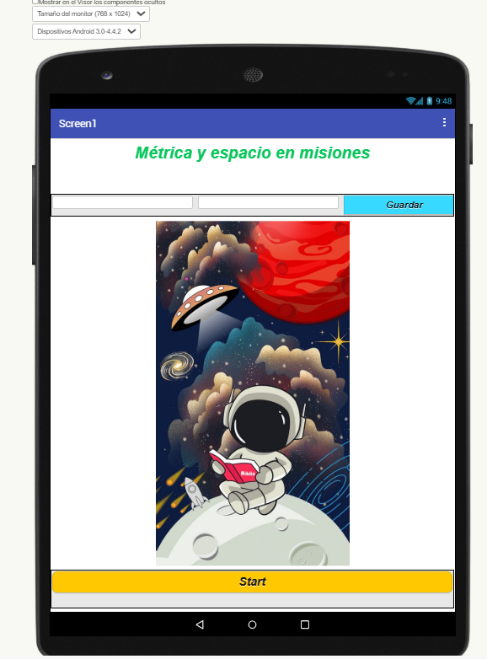 Mostrar en el Visor los componentes ocultos
Tamaño del monitor (768 x 1024)
Dispositivos Android 3.0-4.4.2
9:48
Screen1
Métrica y espacio en misiones
Guardar
Biblia
Start